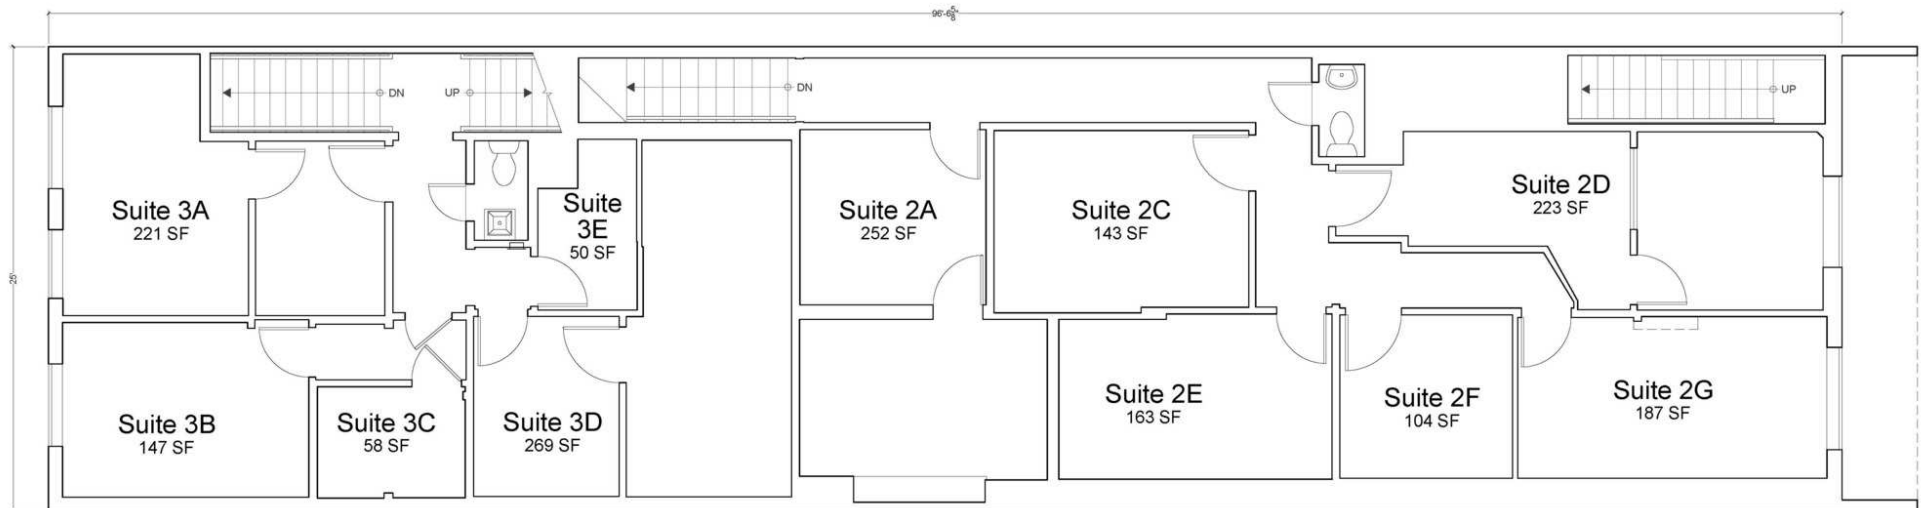 96'-6 5/8"
25'
DN
UP
DN
UP
Suite 3A
221 SF
Suite
3E
50 SF
Suite 2A
252 SF
Suite 2C
143 SF
Suite 2D
223 SF
Suite 3B
147 SF
Suite 3C
58 SF
Suite 3D
269 SF
Suite 2E
163 SF
Suite 2F
104 SF
Suite 2G
187 SF